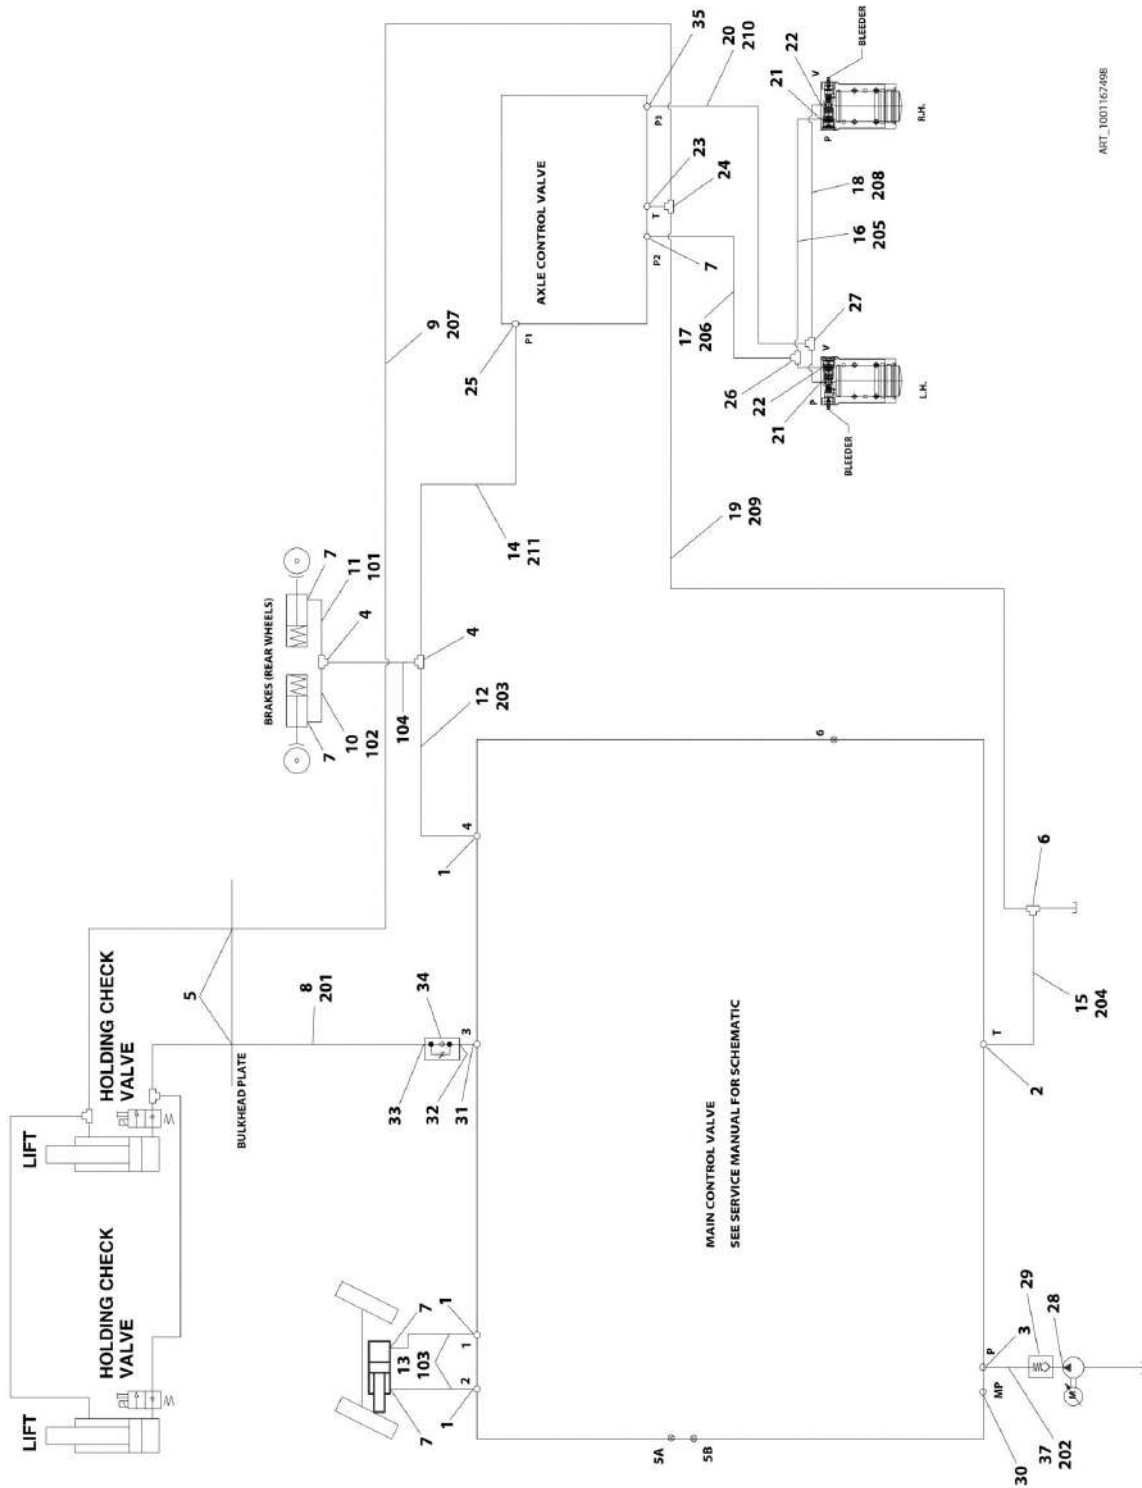 LIFT
HOLDING CHECK
VALVE
LIFT
HOLDING CHECK
VALVE
5
BULKHEAD PLATE
8
201
33
34
32
31
3
7
13
103
7
1
1
2
1
1
4
BRAKES (REAR WHEELS)
7
10
102
104
7
11
101
4
4
12
203
14
211
9
207
25
P1
AXLE CONTROL VALVE
P2
T
P3
7
23
24
35
20
210
17
206
19
209
26
22
21
P
V
BLEEDER
L.H.
27
16
205
18
208
21
22
P
V
BLEEDER
R.H.
MAIN CONTROL VALVE
SEE SERVICE MANUAL FOR SCHEMATIC
5A
5B
6
MP
P
T
30
37
202
3
29
28
M
2
15
204
6
ART_1001167498